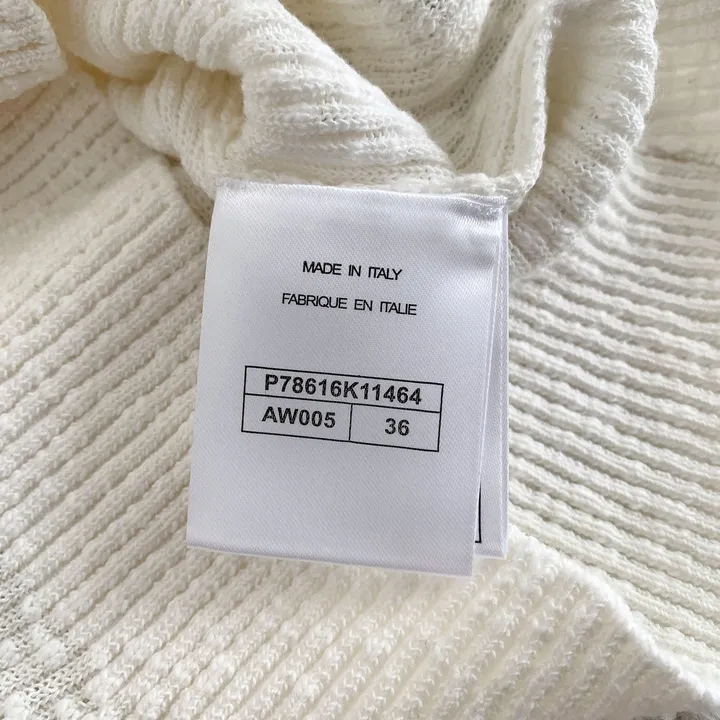 MADE IN ITALY
FABRIQUE EN ITALIE
P78616K11464
AW005 36